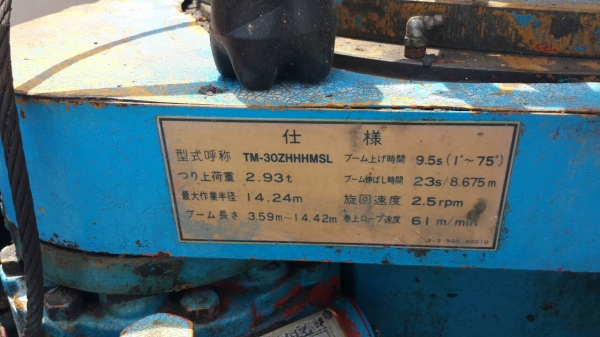 仕様
型式呼称 TM-30ZHHHMSL ブーム上げ時間 9.5s(1°~75°)
つり上荷重 2.93t ブーム伸ばし時間 23s/8.675m
最大作業半径 14.24m 旋回速度 2.5rpm
ブーム長さ 3.59m~14.42m 巻上ロープ速度 61m/min